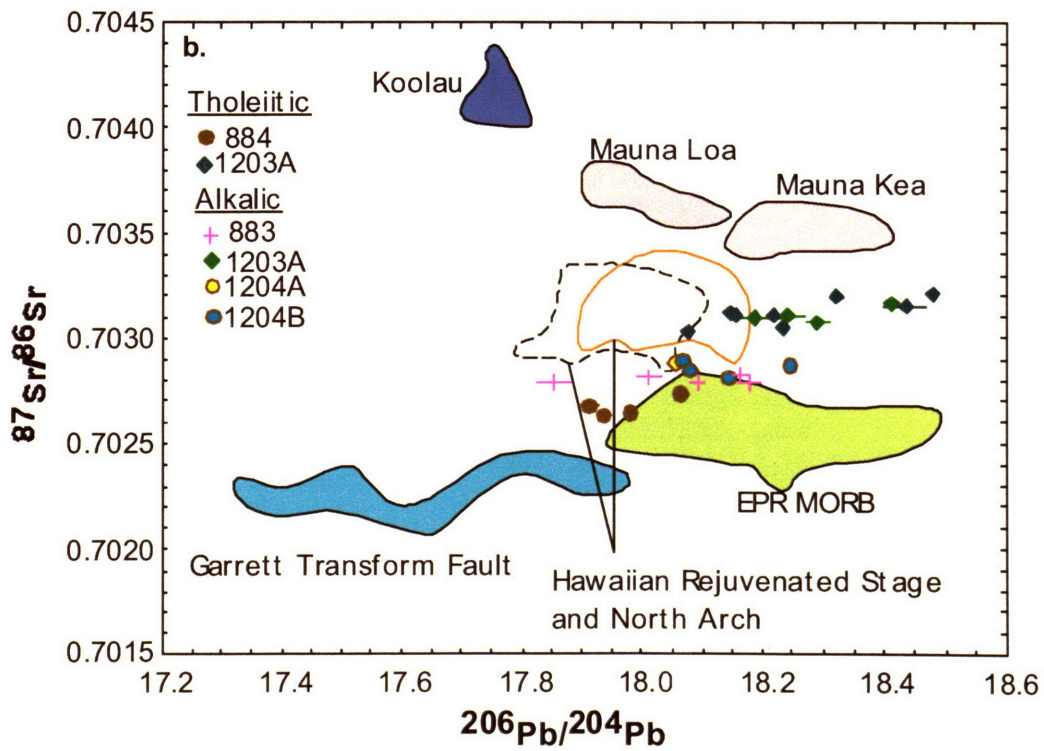 b.
Koolau
Tholeiitic
884
1203A
Alkalic
883
1203A
1204A
1204B
Mauna Loa
Mauna Kea
EPR MORB
Garrett Transform Fault
Hawaiian Rejuvenated Stage
and North Arch
0.7045
0.7040
0.7035
0.7030
0.7025
0.7020
0.7015
87Sr/86Sr
17.2 17.4 17.6 17.8 18.0 18.2 18.4 18.6
206Pb/204Pb